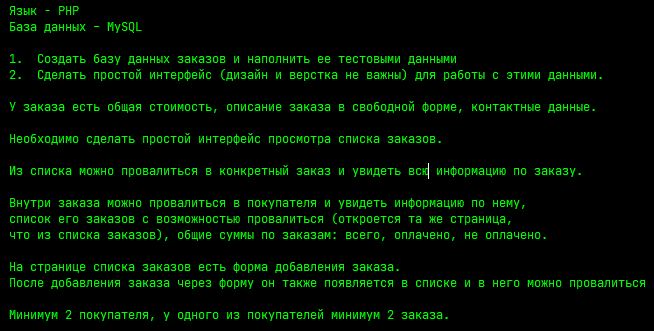 Язык - PHP
База данных - MySQL
1. Создать базу данных заказов и наполнить ее тестовыми данными
2. Сделать простой интерфейс (дизайн и верстка не важны) для работы с этими данными.
У заказа есть общая стоимость, описание заказа в свободной форме, контактные данные.
Необходимо сделать простой интерфейс просмотра списка заказов.
Из списка можно провалиться в конкретный заказ и увидеть всю информацию по заказу.
Внутри заказа можно провалиться в покупателя и увидеть информацию по нему,
список его заказов с возможностью провалиться (откроется та же страница,
что из списка заказов), общие суммы по заказам: всего, оплачено, не оплачено.
На странице списка заказов есть форма добавления заказа.
После добавления заказа через форму он также появляется в списке и в него можно провалиться
Минимум 2 покупателя, у одного из покупателей минимум 2 заказа.